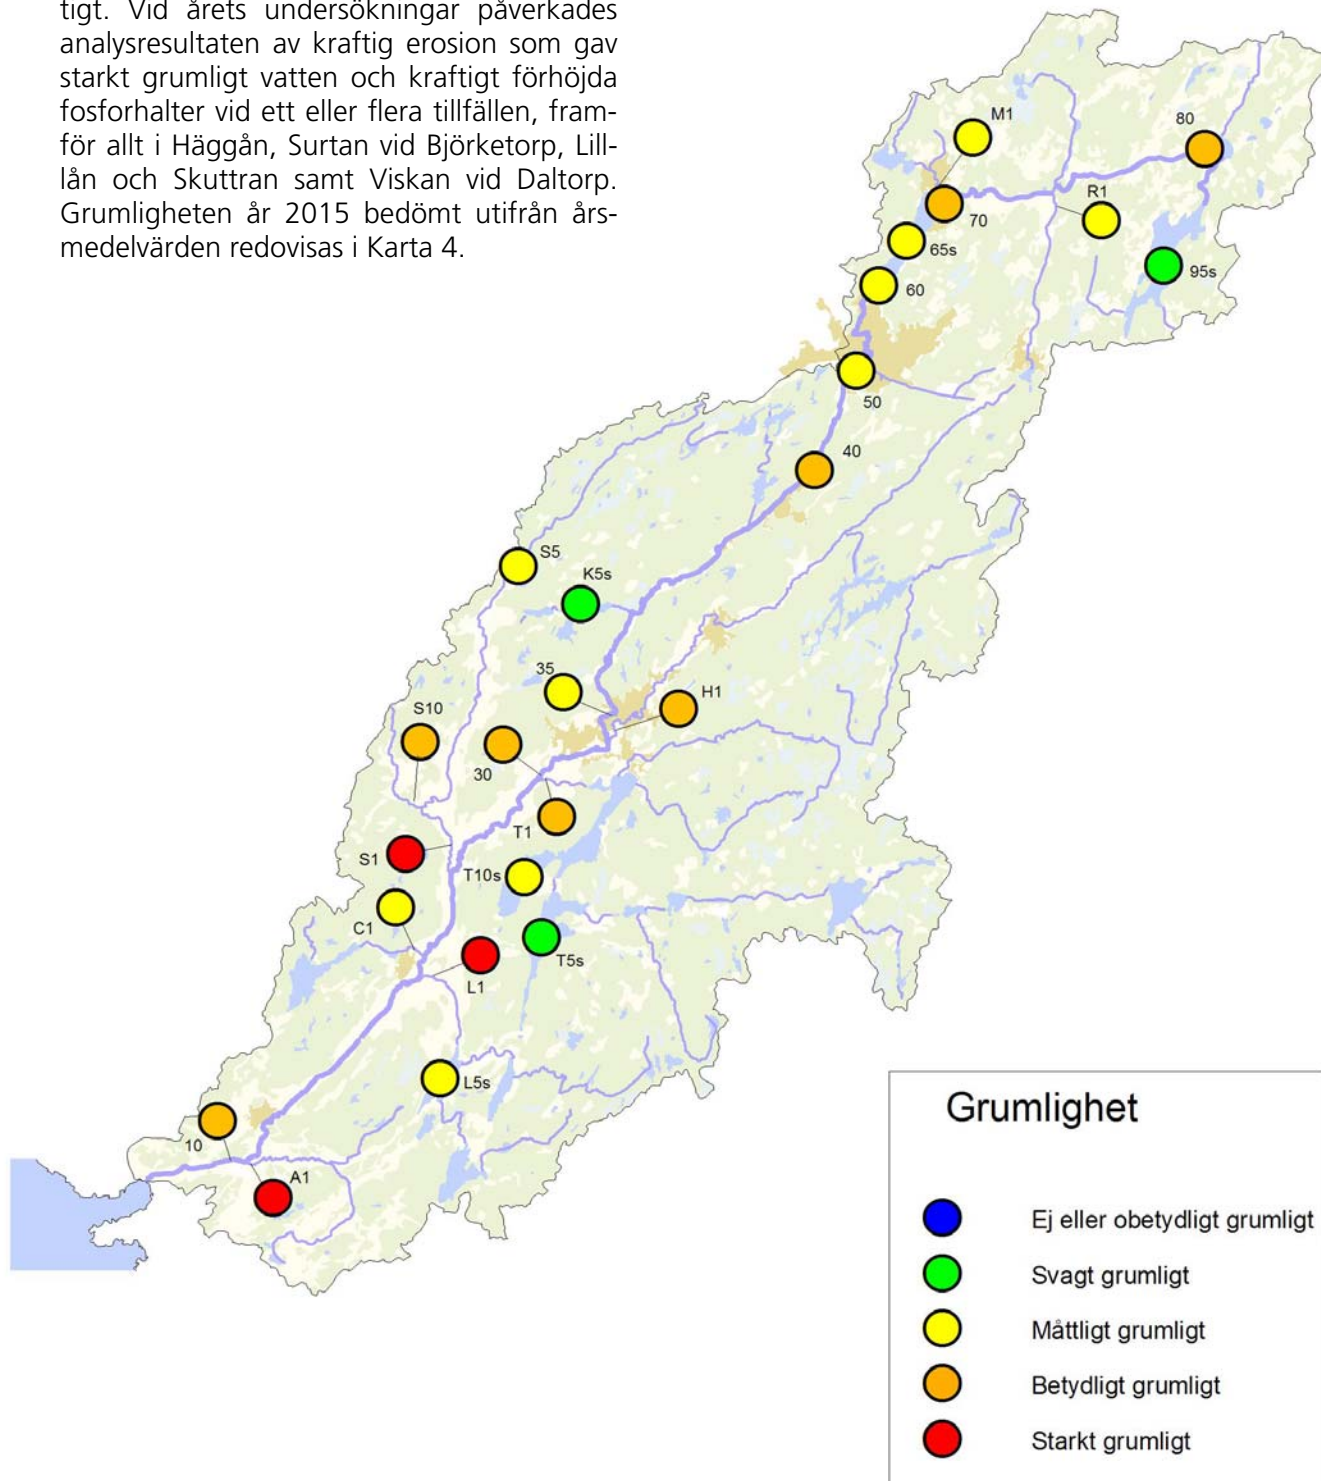 tigt. Vid årets undersökningar påverkades
analysresultaten av kraftig erosion som gav
starkt grumligt vatten och kraftigt förhöjda
fosforhalter vid ett eller flera tillfällen, fram-
för allt i Häggån, Surtan vid Björketorp, Lill-
lån och Skuttran samt Viskan vid Daltorp.
Grumligheten år 2015 bedömt utifrån års-
medelvärden redovisas i Karta 4.
M1
80
R1
70
65s
95s
60
50
40
S5
K5s
35
H1
S10
30
T1
S1
T10s
C1
T5s
L1
L5s
10
A1
Grumlighet
Ej eller obetydligt grumligt
Svagt grumligt
Måttligt grumligt
Betydligt grumligt
Starkt grumligt